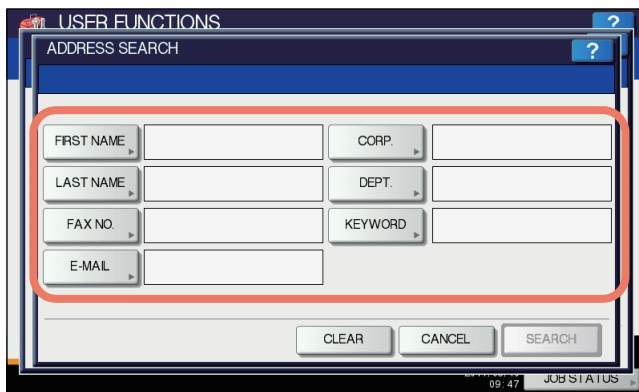 USER FUNCTIONS
?
ADDRESS SEARCH
?
FIRST NAME
CORP.
LAST NAME
DEPT.
FAX NO.
KEYWORD
E-MAIL
CLEAR
CANCEL
SEARCH
09:47
JOB STATUS